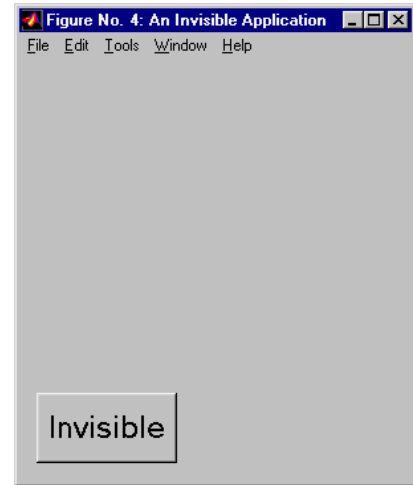 Figure No. 4: An Invisible Application
File Edit Tools Window Help
Invisible